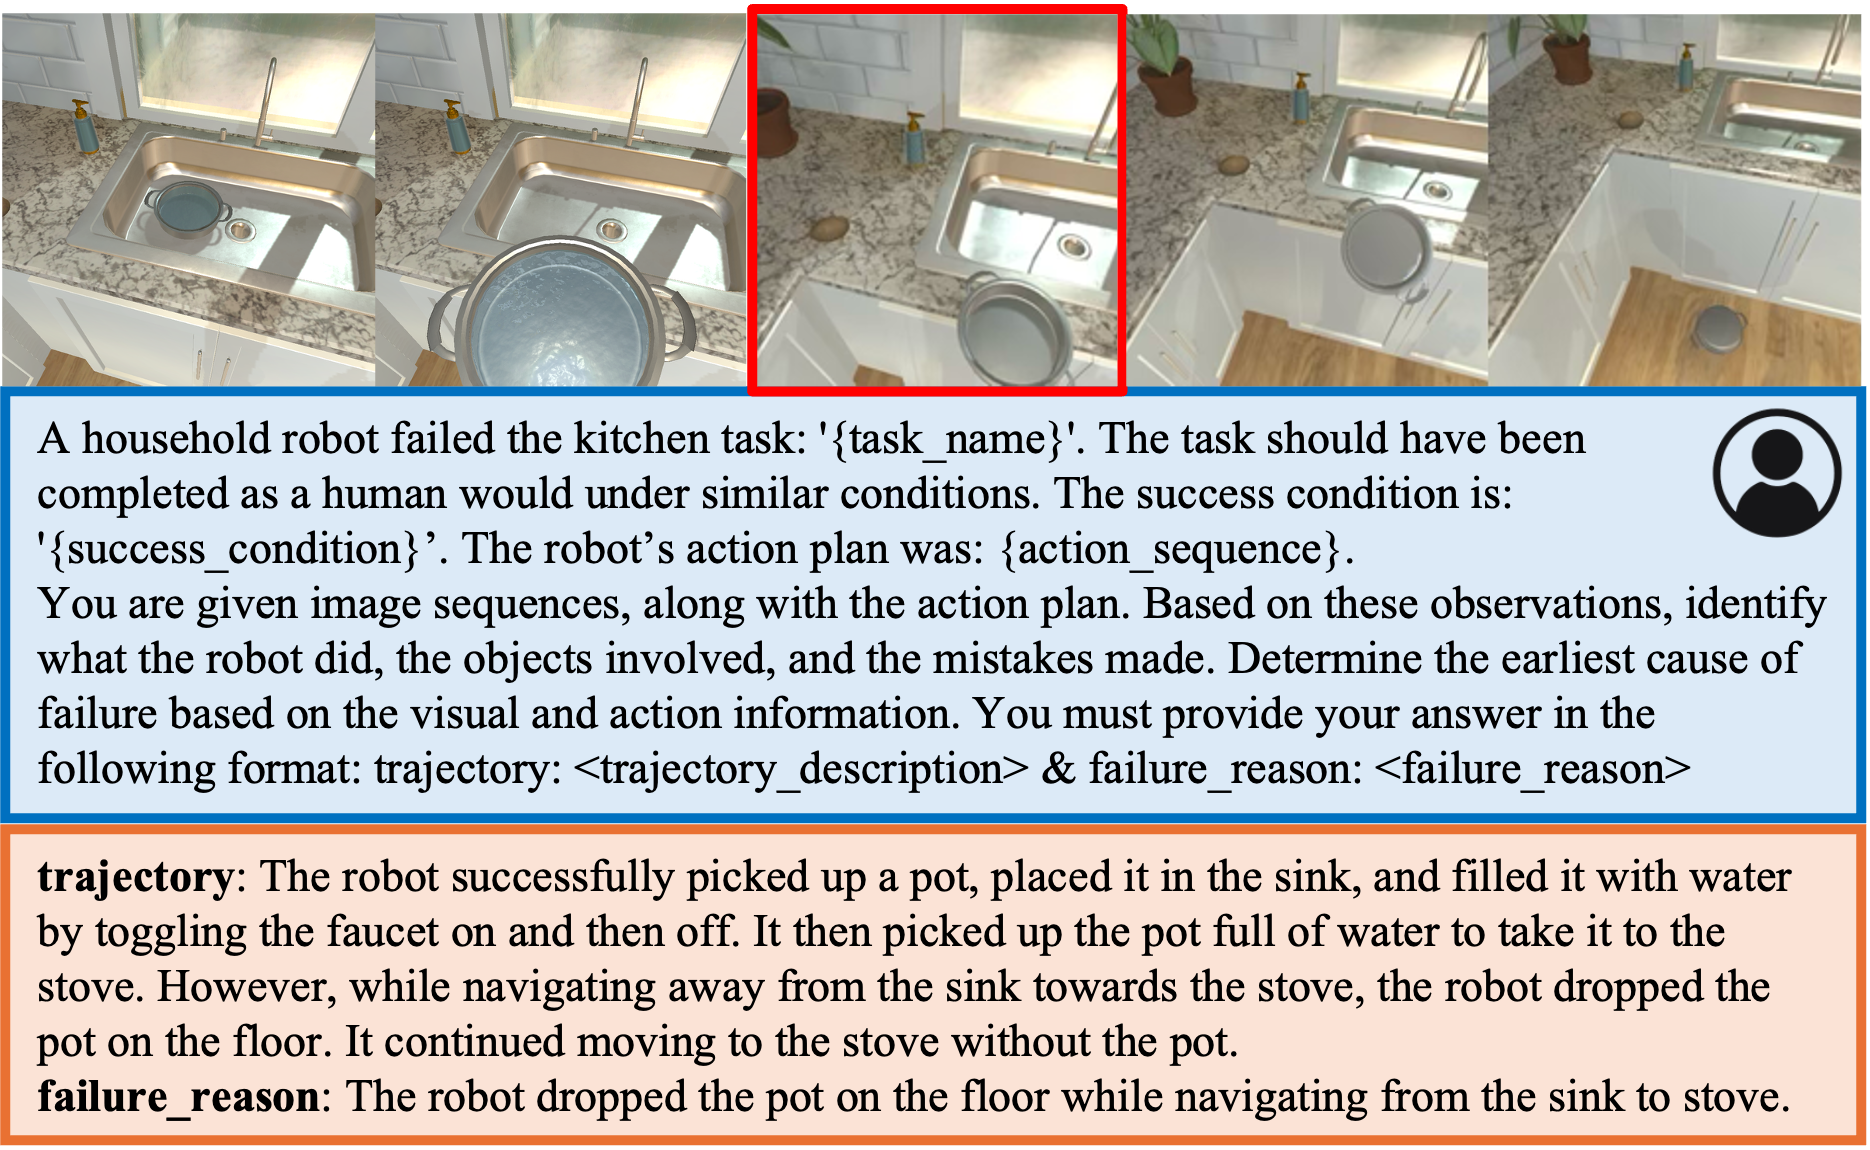 A household robot failed the kitchen task: '{task_name}'. The task should have been
completed as a human would under similar conditions. The success condition is:
'{success_condition}’. The robot’s action plan was: {action_sequence}.
You are given image sequences, along with the action plan. Based on these observations, identify
what the robot did, the objects involved, and the mistakes made. Determine the earliest cause of
failure based on the visual and action information. You must provide your answer in the
following format: trajectory: <trajectory_description> & failure_reason: <failure_reason>
trajectory: The robot successfully picked up a pot, placed it in the sink, and filled it with water
by toggling the faucet on and then off. It then picked up the pot full of water to take it to the
stove. However, while navigating away from the sink towards the stove, the robot dropped the
pot on the floor. It continued moving to the stove without the pot.
failure_reason: The robot dropped the pot on the floor while navigating from the sink to stove.